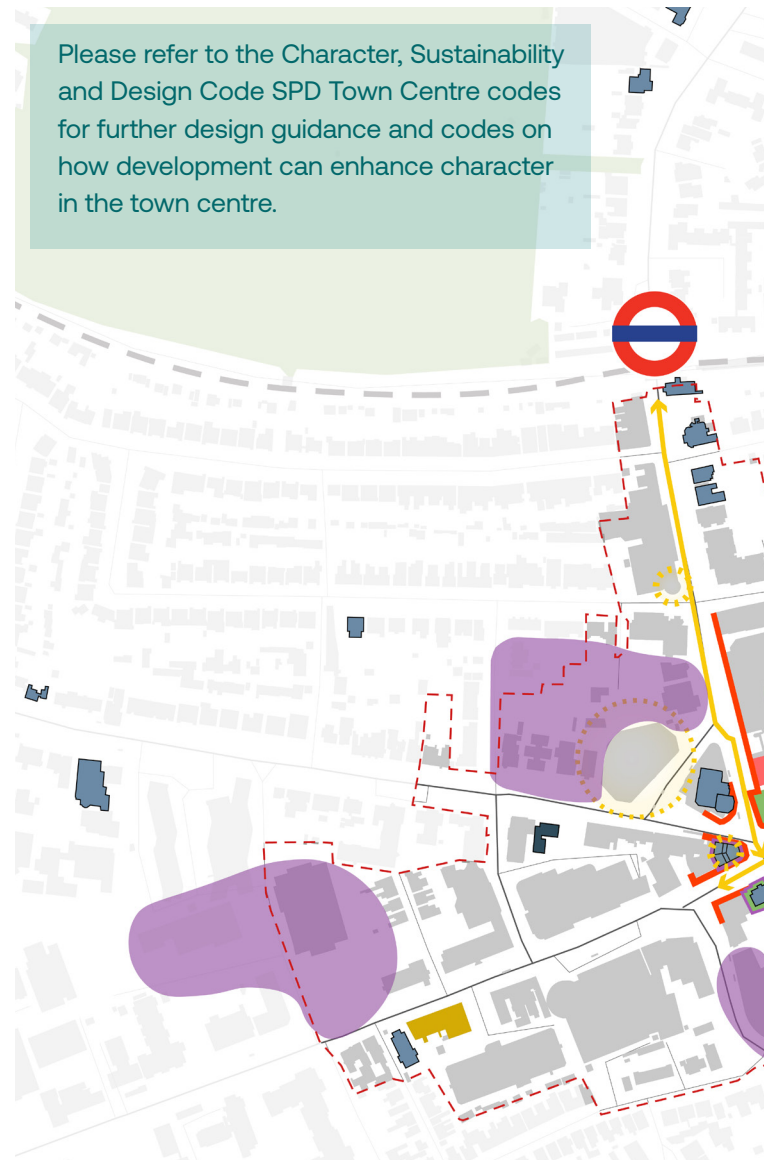 Please refer to the Character, Sustainability
and Design Code SPD Town Centre codes
for further design guidance and codes on
how development can enhance character
in the town centre.